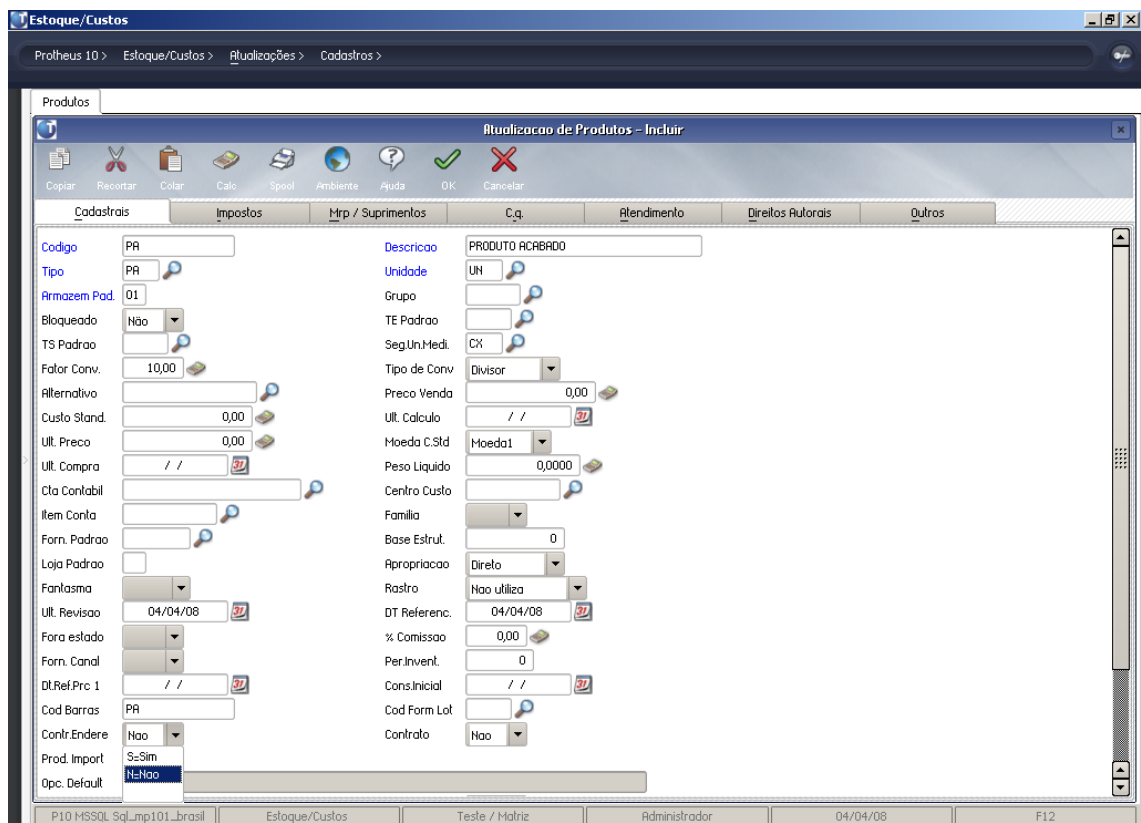 Estoque/Custos
Protheus 10 > Estoque/Custos > Atualizações > Cadastros >
Produtos
Atualizacao de Produtos - Incluir
Copiar Recortar Colar Calc Spool Ambiente Ajuda OK Cancelar
Cadastrais Impostos Mrp / Suprimentos C.q. Atendimento Direitos Autorais Outros
Codigo PA Descricao PRODUTO ACABADO
Tipo PA Unidade UN
Armazem Pad. 01 Grupo
Bloqueado Não TE Padrao
TS Padrao Seg.Un.Medi. CX
Fator Conv. 10,00 Tipo de Conv Divisor
Alternativo Preco Venda 0,00
Custo Stand. 0,00 Ult. Calculo / / 31
Ult. Preco 0,00 Moeda C.Std Moeda1
Ult. Compra / / 31 Peso Liquido 0,0000
Cta Contabil Centro Custo
Item Conta Familia
Forn. Padrao Base Estrut. 0
Loja Padrao Apropriacao Direto
Fantasma Rastro Nao utiliza
Ult. Revisao 04/04/08 31 DT Referenc. 04/04/08 31
Fora estado % Comissao 0,00
Forn. Canal Per.Invent. 0
Dt.Ref.Prc 1 / / 31 Cons.Inicial / / 31
Cod Barras PA Cod Form Lot
Contr.Endere Nao Contrato Nao
Prod. Import S=Sim
N=Nao
Opc. Default
P10 MSSQL Sql_mp101_brasil Estoque/Custos Teste / Matriz Administrador 04/04/08 F12